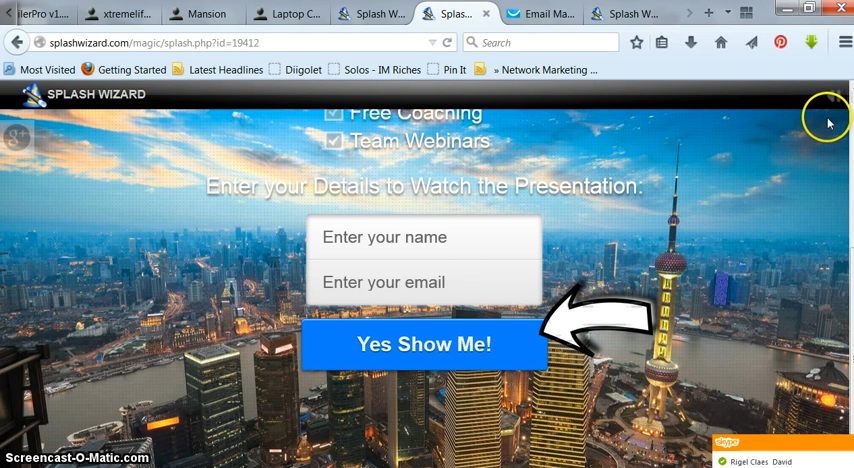 ilerPro v1...
xtremelif...
Mansion
Laptop C...
Splash W...
Splas...
Email Ma...
Splash W...
splashwizard.com/magic/splash.php?id=19412
Search
Most Visited
Getting Started
Latest Headlines
Diigolet
Solos - IM Riches
Pin It
» Network Marketing ...
SPLASH WIZARD
Free Coaching
g+
Team Webinars
Enter your Details to Watch the Presentation:
Enter your name
Enter your email
Yes Show Me!
skype
Screencast-O-Matic.com
Rigel Claes David